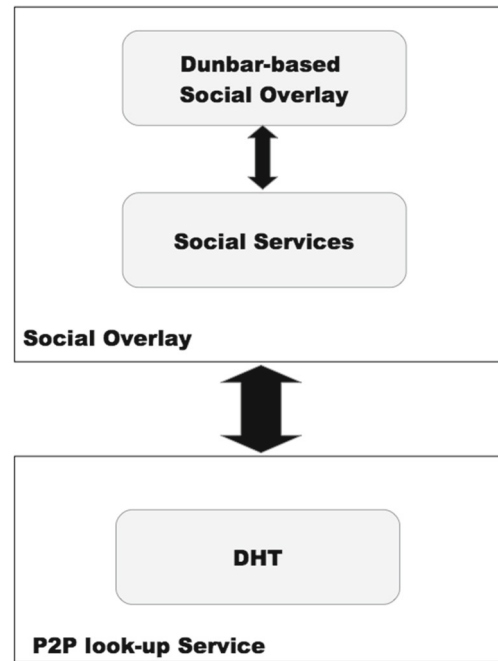 Dunbar-based
Social Overlay
Social Services
Social Overlay
DHT
P2P look-up Service